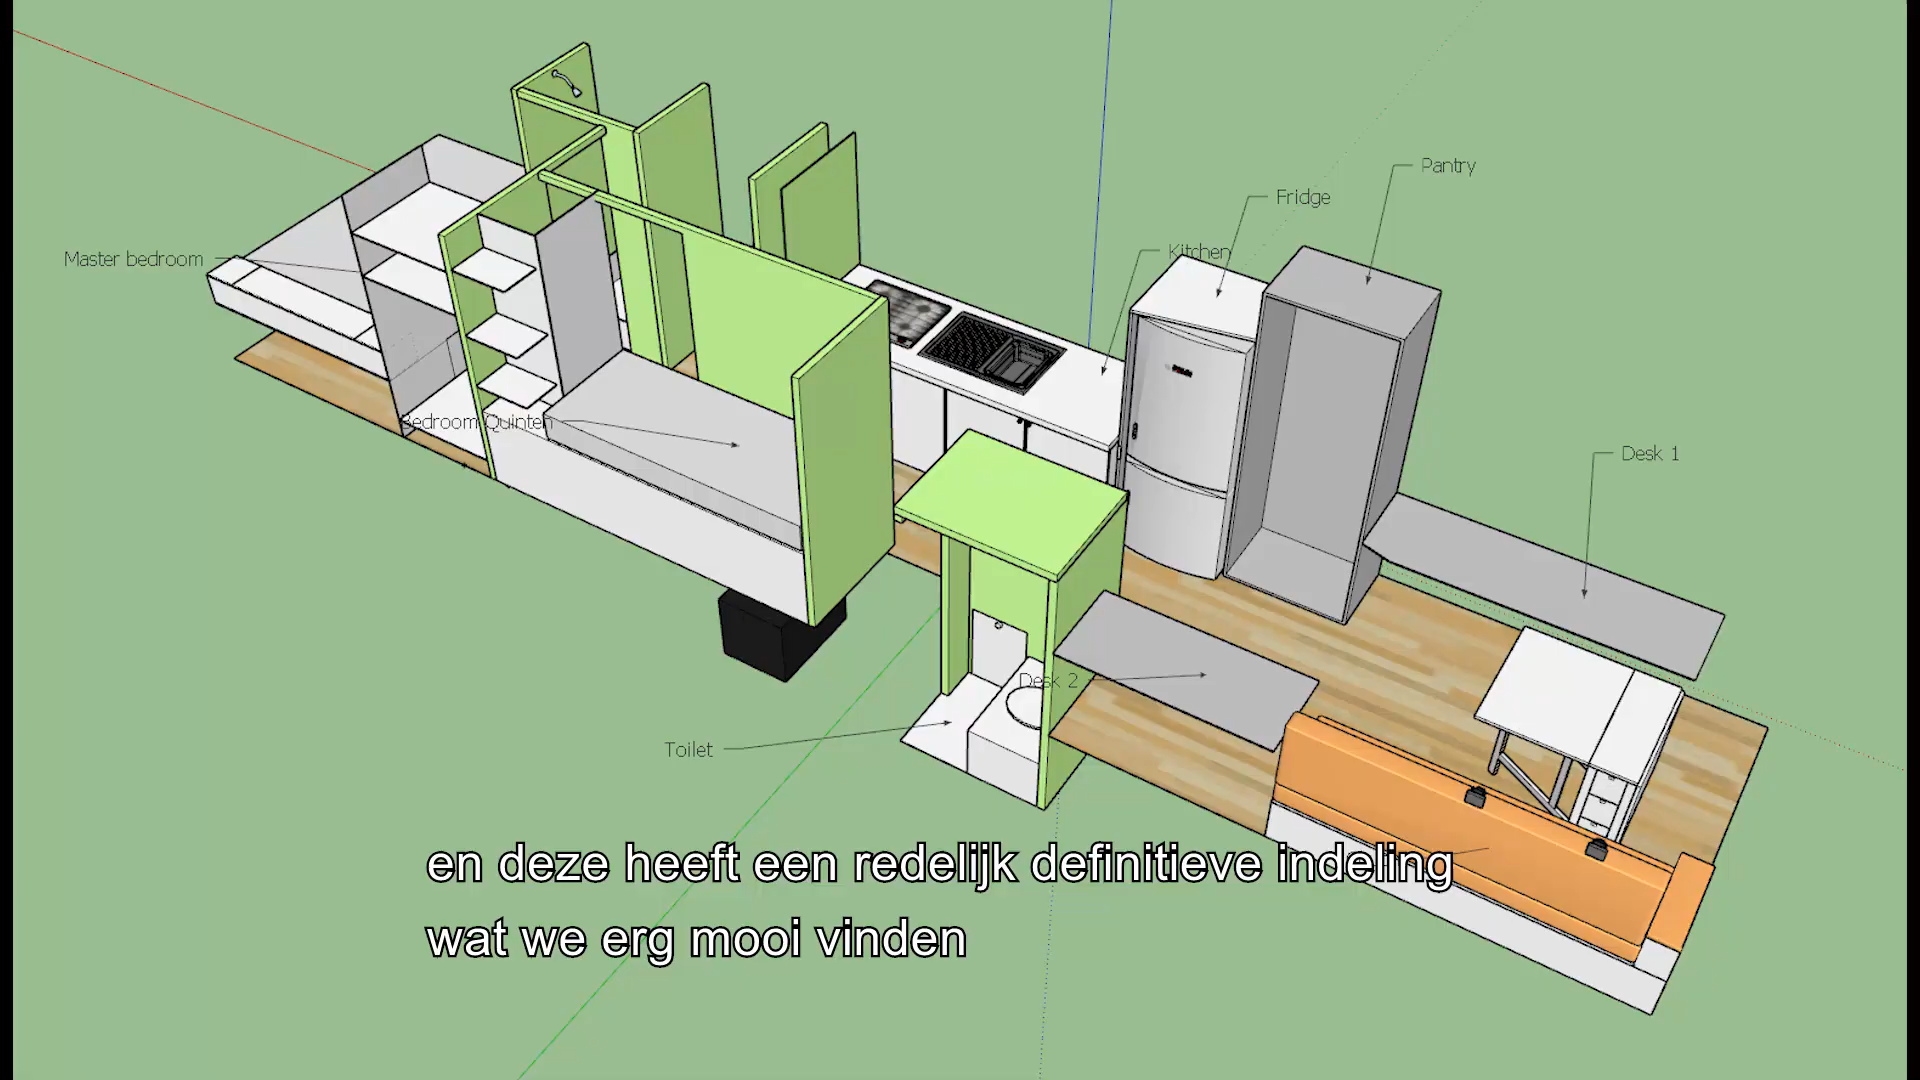 Pantry
Fridge
Kitchen
Master bedroom
Bedroom Quinten
Desk 1
Desk 2
Toilet
en deze heeft een redelijk definitieve indeling
wat we erg mooi vinden